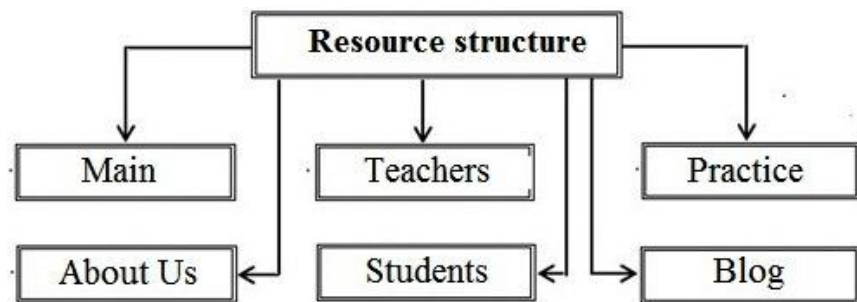 Resource structure
Main
Teachers
Practice
About Us
Students
Blog